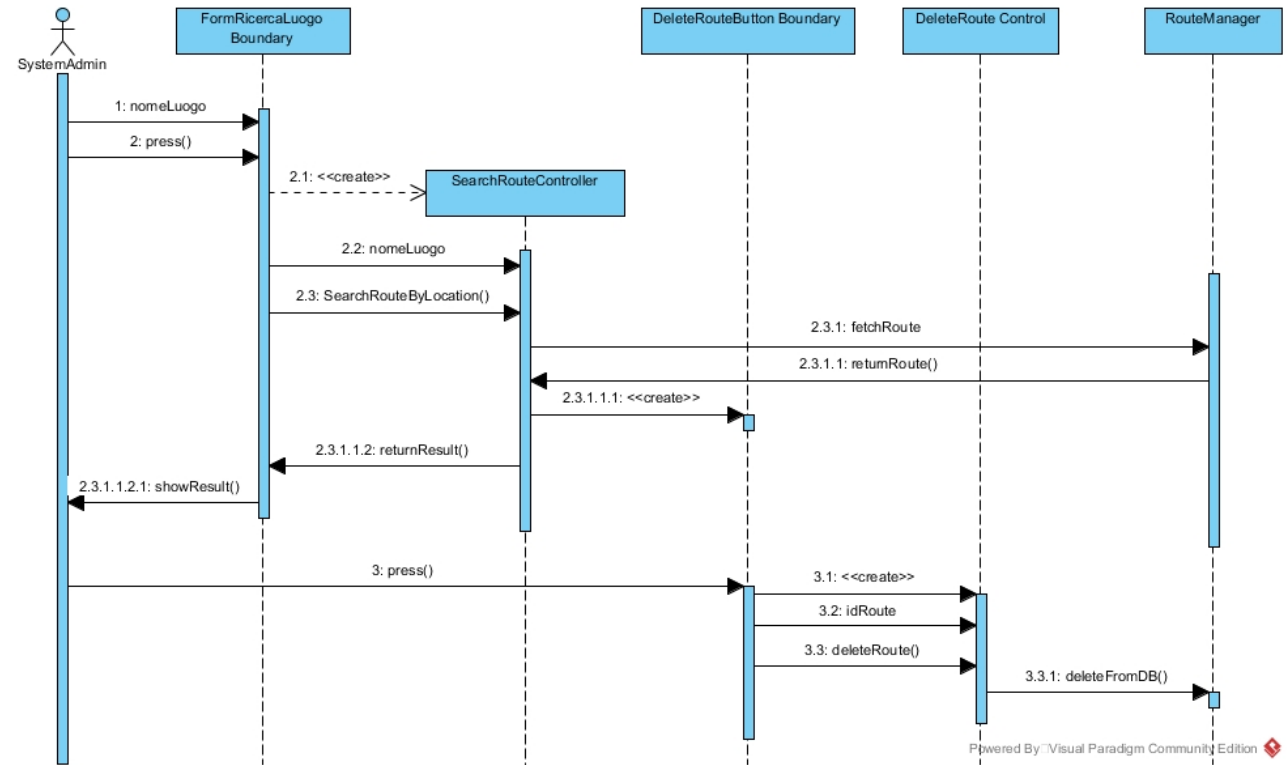 FormRicercaLuogo
Boundary
DeleteRouteButton Boundary
DeleteRoute Control
RouteManager
SystemAdmin
1: nomeLuogo
2: press()
2.1: <<create>>
SearchRouteController
2.2: nomeLuogo
2.3: SearchRouteByLocation()
2.3.1: fetchRoute
2.3.1.1: returnRoute()
2.3.1.1.1: <<create>>
2.3.1.1.2: returnResult()
2.3.1.1.2.1: showResult()
3: press()
3.1: <<create>>
3.2: idRoute
3.3: deleteRoute()
3.3.1: deleteFromDB()
Powered By Visual Paradigm Community Edition